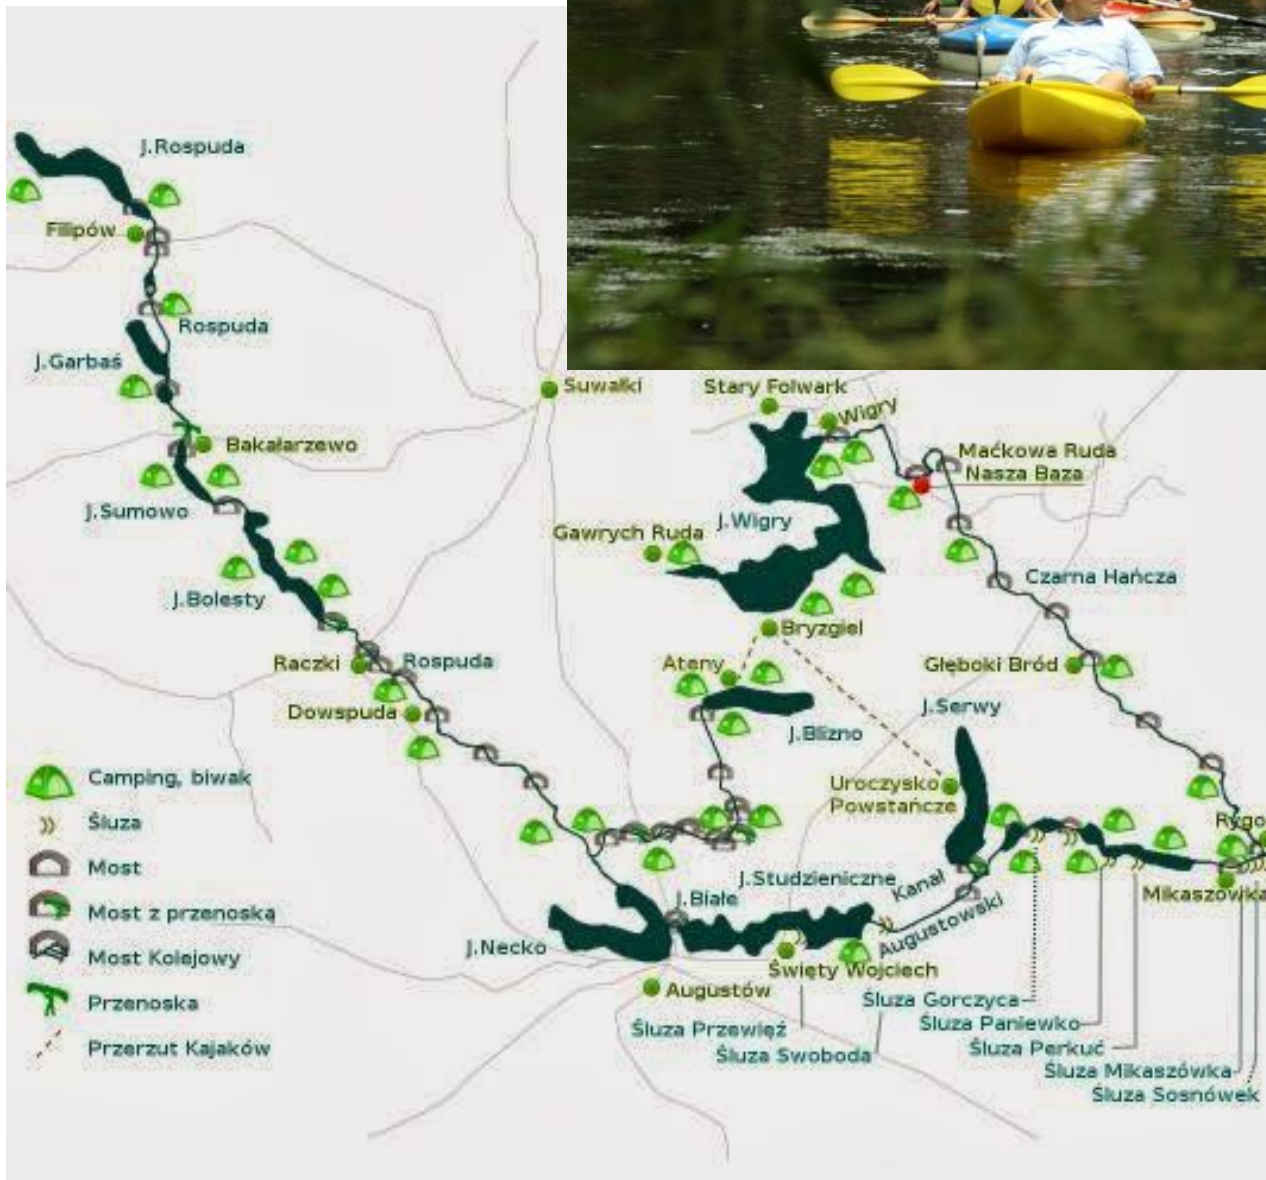 J.Rospuda
Filipów
Rospuda
J.Garbaś
Suwałki
Stary Folwark
Wigry
Bakałarzewo
Maćkowa Ruda
Nasza Baza
J.Sumowo
J.Wigry
Gawrych Ruda
Czarna Hańcza
J.Bolesty
Bryzgiel
Raczki
Rospuda
Ateny
Głęboki Bród
Dowspuda
J.Serwy
J.Blizno
Camping, biwak
Uroczysko
Powstańcze
Śluza
Rygo
Most
J.Studzieniczne
Kanał
Augustowski
Mikaszówka
J.Białe
Most z przenoską
J.Necko
Most Kolejowy
Święty Wojciech
Augustów
Przenoska
Śluza Gorczyca
Śluza Przewięź
Śluza Paniewko
Przerzut Kajaków
Śluza Swoboda
Śluza Perkuć
Śluza Mikaszówka
Śluza Sosnówek